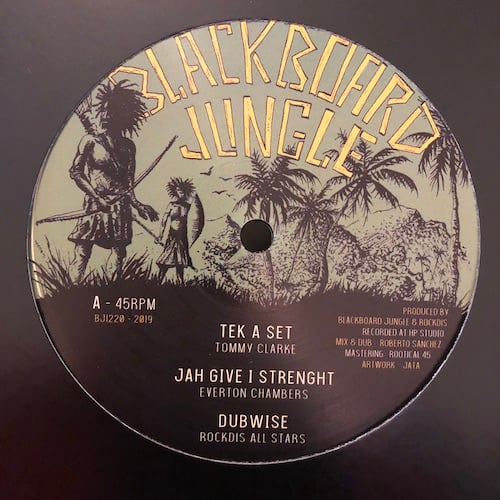 BLACKBOARD
JUNGLE
A - 45RPM
BJ1220 - 2019
TEK A SET
TOMMY CLARKE
JAH GIVE I STRENGHT
EVERTON CHAMBERS
DUBWISE
ROCKDIS ALL STARS
PRODUCED BY
BLACKBOARD JUNGLE & ROCKDIS
RECORDED AT HP STUDIO
MIX & DUB ROBERTO SANCHEZ
MASTERING ROOTICAL 45
ARTWORK JATA